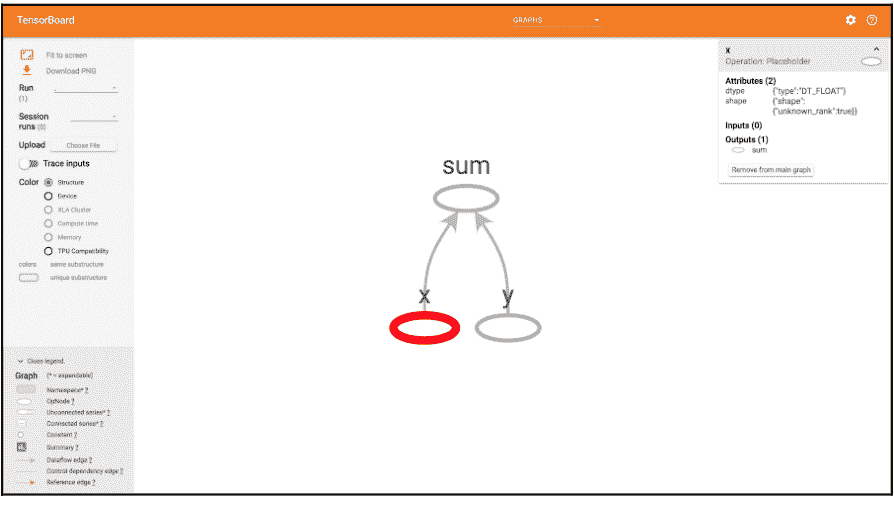 TensorBoard
GRAPHS
Fit to screen
Download PNG
Run
(1)
Session
runs (0)
Upload Choose File
Trace inputs
Color Structure
Device
XLA Cluster
Compute time
Memory
TPU Compatibility
colors same substructure
unique substructure
Close legend.
Graph (* = expandable)
Namespace* ?
OpNode ?
Unconnected series* ?
Connected series* ?
Constant ?
Summary ?
Dataflow edge ?
Control dependency edge ?
Reference edge ?
sum
x y
x
Operation: Placeholder
Attributes (2)
dtype {"type":"DT_FLOAT"}
shape {"shape":
{"unknown_rank":true}}
Inputs (0)
Outputs (1)
sum
Remove from main graph